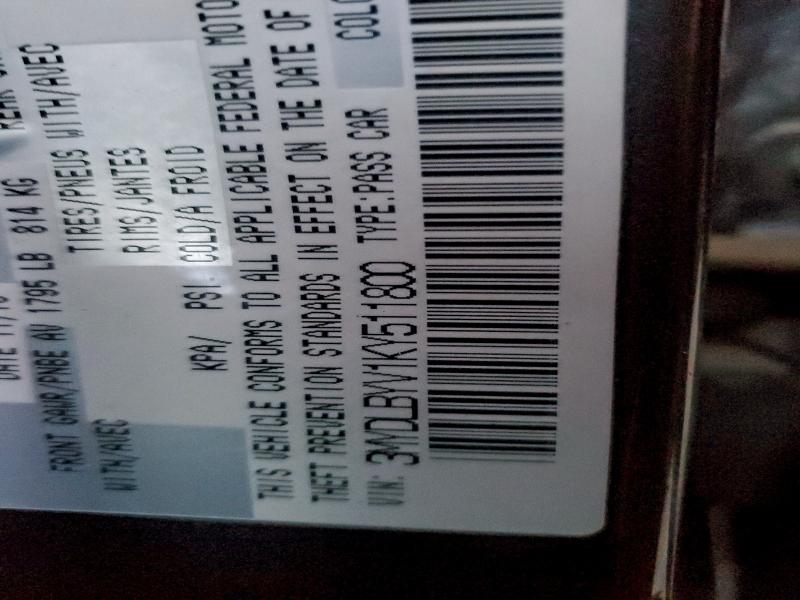 DATE
FRONT GAWR/PNBE AV 1795 LB 814 KG REAR
WITH/AVEC TIRES/PNEUS WITH/AVEC
RIMS/JANTES
KPA/ PSI. COLD/A FROID
THIS VEHICLE CONFORMS TO ALL APPLICABLE FEDERAL MOTO
THEFT PREVENTION STANDARDS IN EFFECT ON THE DATE OF
VIN: 3MYDLBYV1KY511800 TYPE:PASS CAR COLO